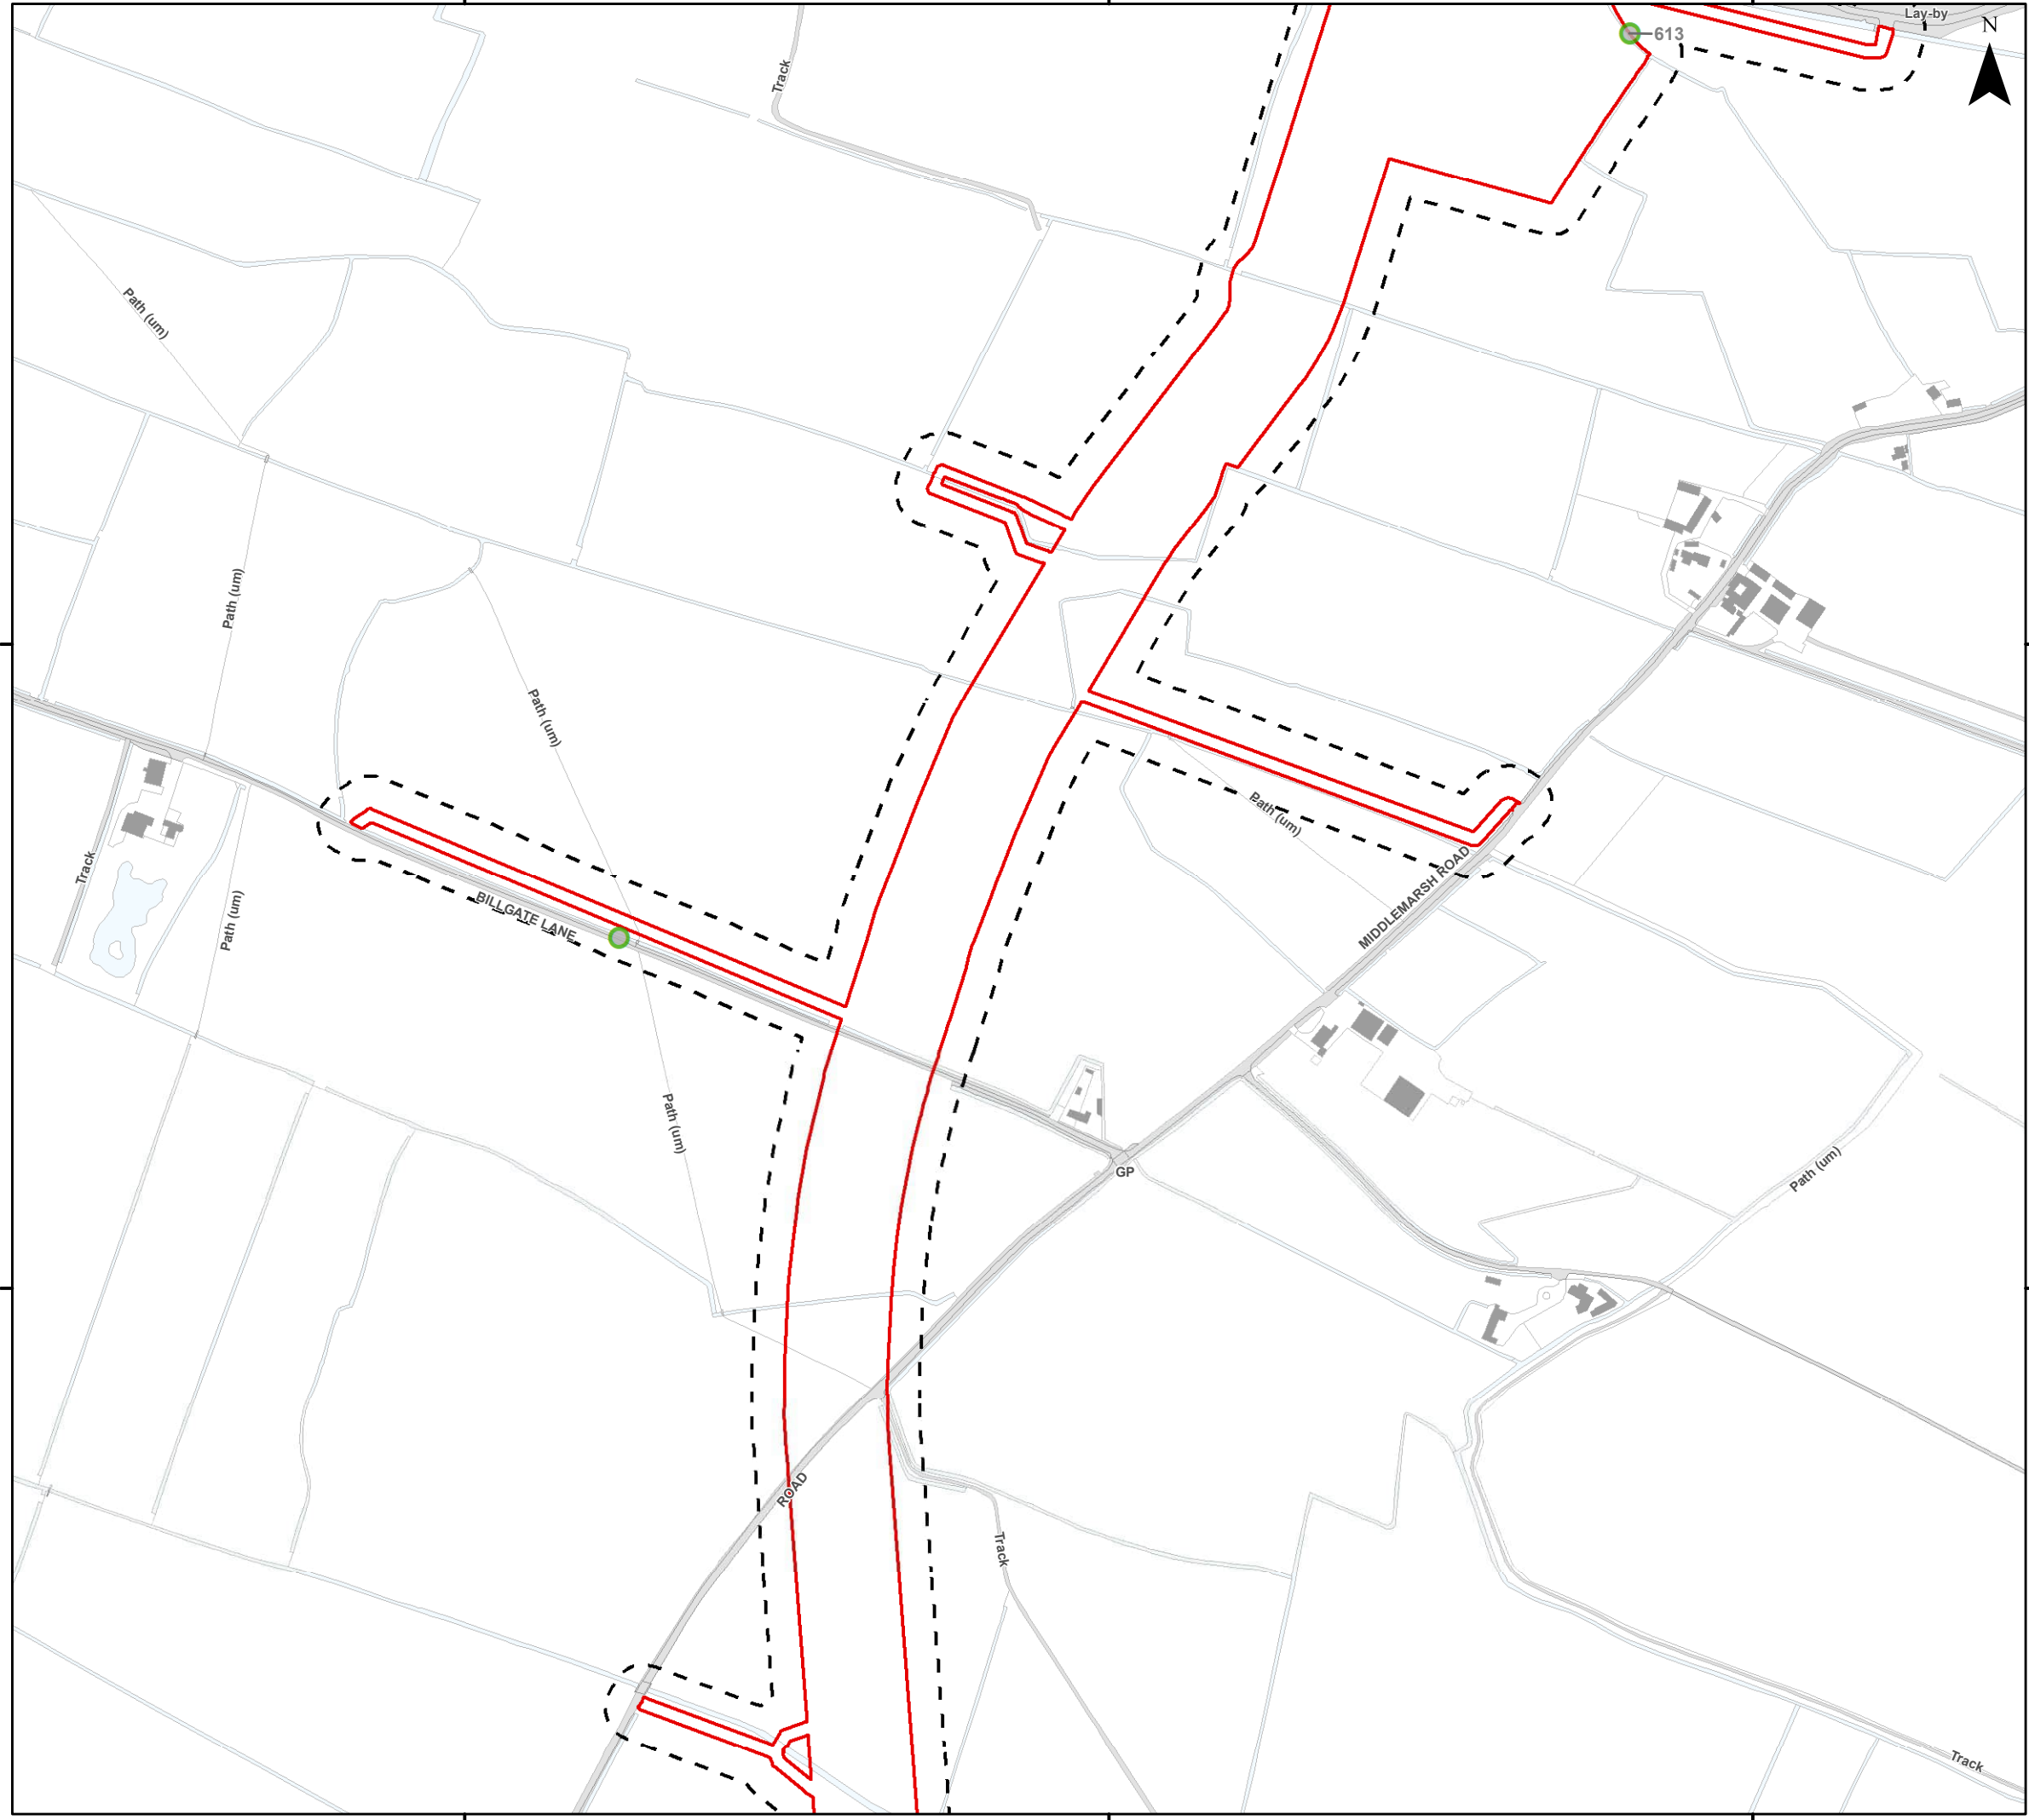 Lay-by
N
613
Track
Path (um)
Path (um)
Path (um)
Path (um)
Track
Path (um)
BILLGATE LANE
MIDDLEMARSH ROAD
Path (um)
GP
Path (um)
ROAD
Track
Track